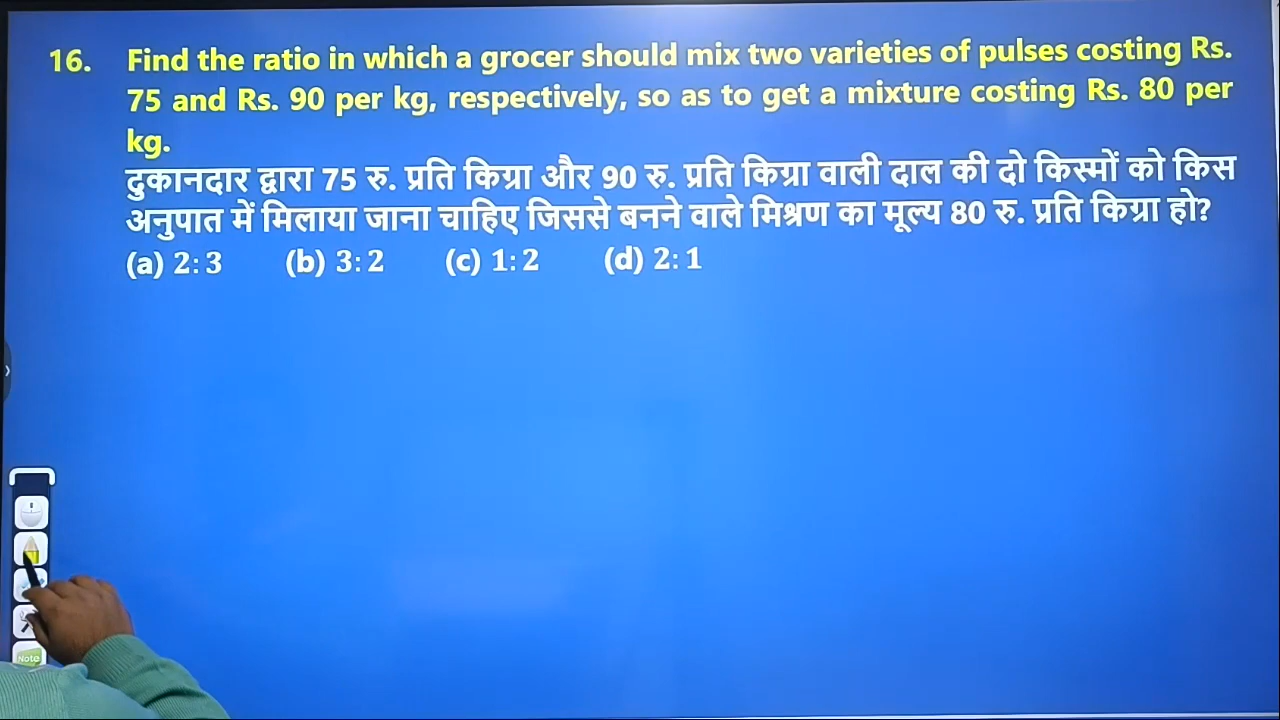 16. Find the ratio in which a grocer should mix two varieties of pulses costing Rs.
75 and Rs. 90 per kg, respectively, so as to get a mixture costing Rs. 80 per
kg.
दुकानदार द्वारा 75 रु. प्रति किग्रा और 90 रु. प्रति किग्रा वाली दाल की दो किस्मों को किस
अनुपात में मिलाया जाना चाहिए जिससे बनने वाले मिश्रण का मूल्य 80 रु. प्रति किग्रा हो?
(a) 2:3 (b) 3:2 (c) 1:2 (d) 2:1
Note